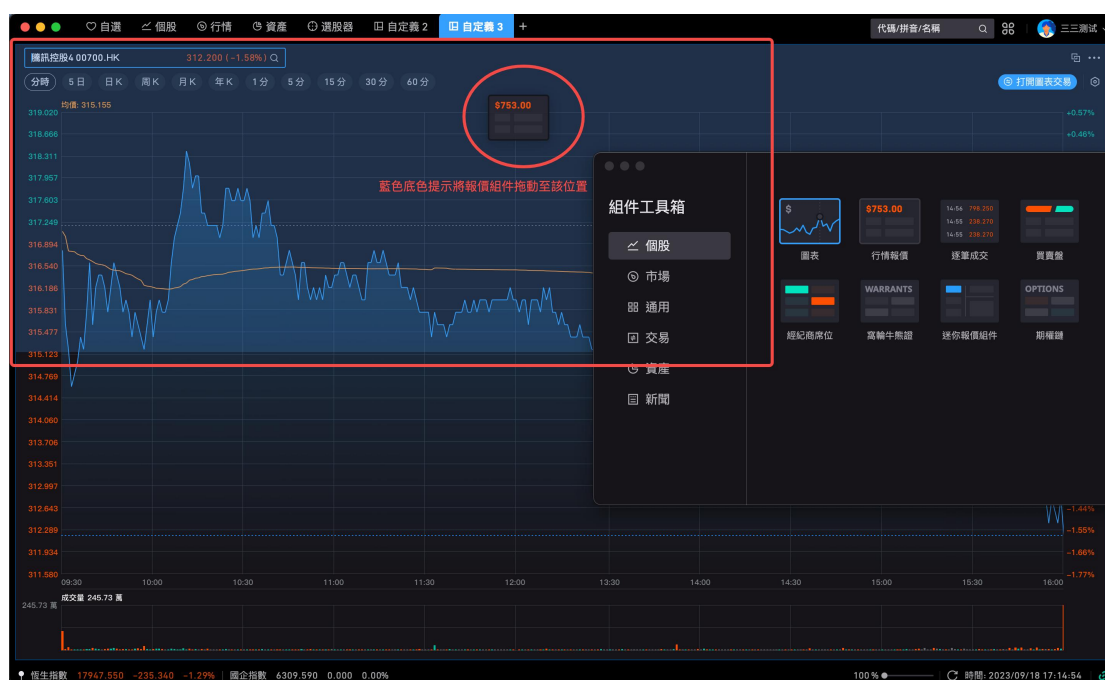 自選 個股 行情 資產 選股器 自定義 2 自定義 3 + 代碼/拼音/名稱 三三测试
騰訊控股4 00700.HK 312.200 (-1.58%)
分時 5日 日K 周K 月K 年K 1分 5分 15分 30分 60分 打開圖表交易
均價: 315.155
319.020 +0.57%
318.666 +0.46%
318.311
317.957
317.603
317.249
316.894
316.540
316.186
315.831
315.477
315.123
314.769
314.414
314.060
313.706
313.351
312.997
312.643 -1.44%
312.289 -1.55%
311.934 -1.66%
311.580 -1.77%
$753.00
藍色底色提示將報價組件拖動至該位置
組件工具箱
個股
市場
通用
交易
資產
新聞
$
圖表
$753.00
行情報價
14:56 798.250
14:55 238.270
14:55 238.270
逐筆成交
買賣盤
經紀商席位
WARRANTS
窩輪牛熊證
迷你報價組件
OPTIONS
期權鏈
09:30 10:00 10:30 11:00 11:30 12:00 13:30 14:00 14:30 15:00 15:30 16:00
成交量 245.73 萬
245.73 萬
恆生指數 17947.550 -235.340 -1.29% 國企指數 6309.590 0.000 0.00% 100% 時間: 2023/09/18 17:14:54